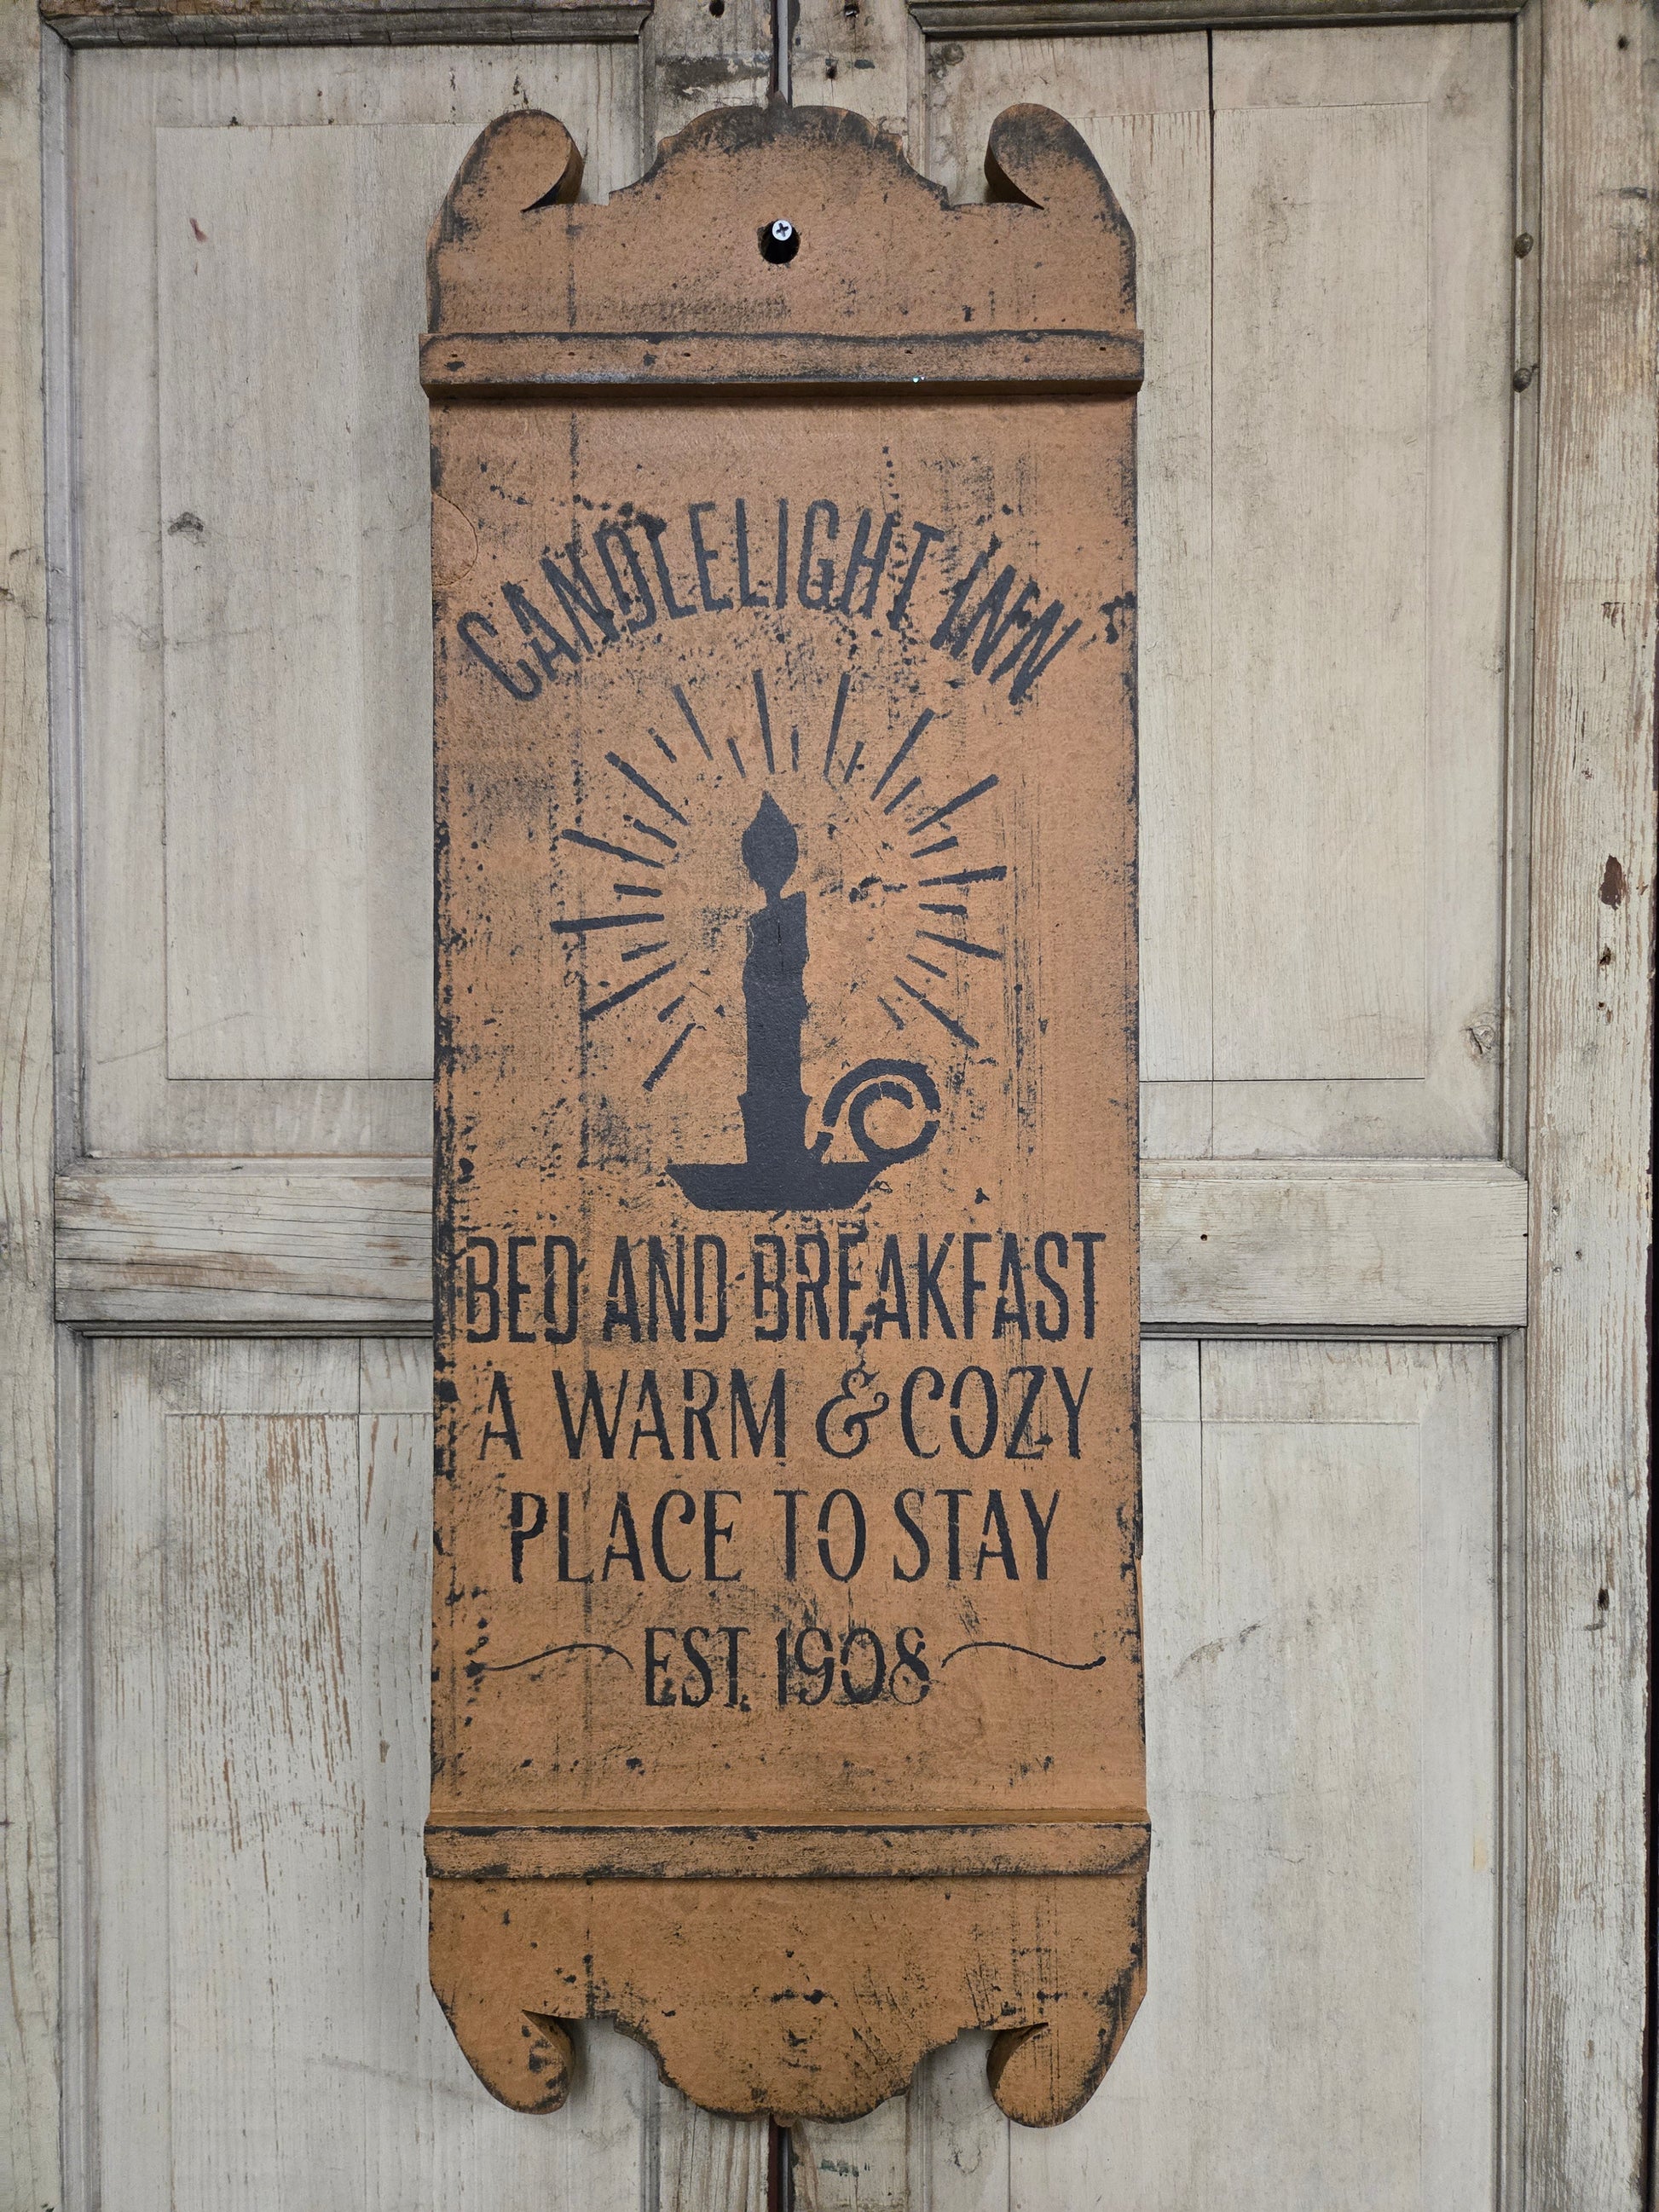 CANDLELIGHT INN
BED AND BREAKFAST
A WARM & COZY
PLACE TO STAY
EST. 1908